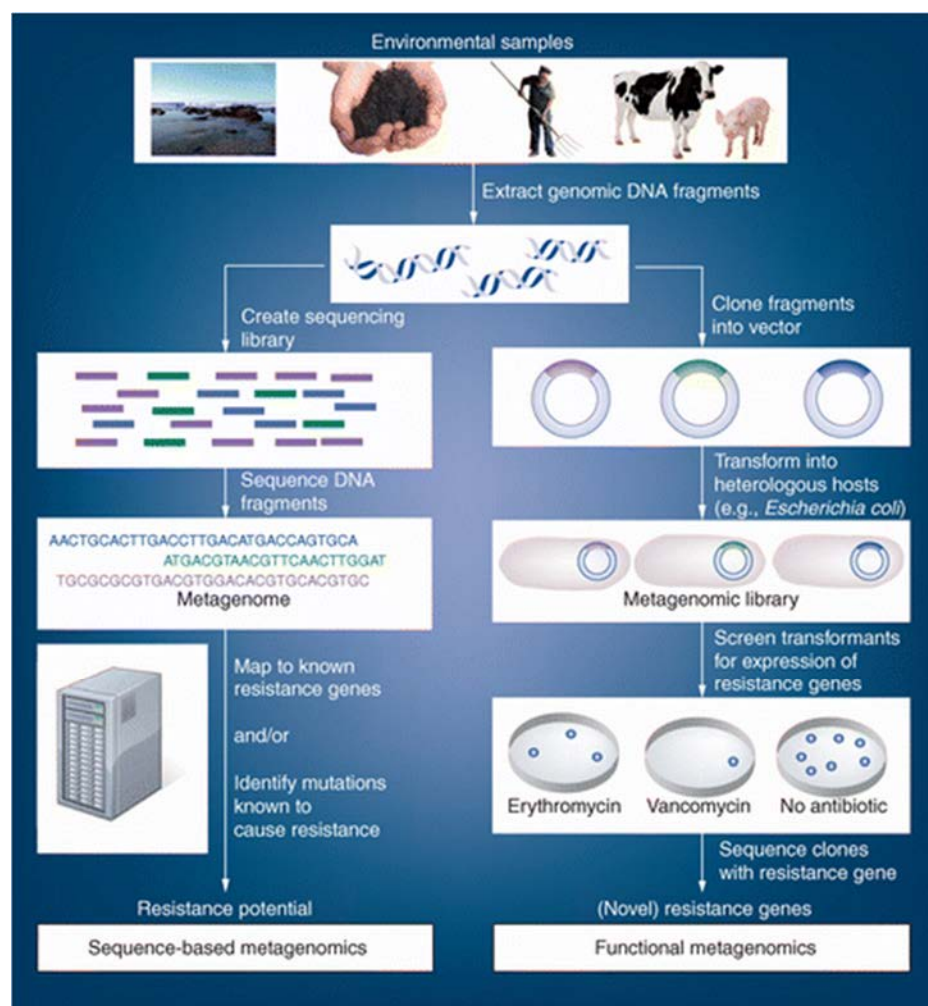 Environmental samples
Extract genomic DNA fragments
Create sequencing
library
Clone fragments
into vector
Sequence DNA
fragments
Transform into
heterologous hosts
(e.g., Escherichia coli)
AACTGCACTTGACCTTGACATGACCAGTGCA
ATGACGTAACGTTCAACTTGGAT
TGCGCGCGTGACGTGGACACGTGCACGTGC
Metagenome
Metagenomic library
Map to known
resistance genes
and/or
Identify mutations
known to
cause resistance
Screen transformants
for expression of
resistance genes
Erythromycin
Vancomycin
No antibiotic
Sequence clones
with resistance gene
Resistance potential
(Novel) resistance genes
Sequence-based metagenomics
Functional metagenomics